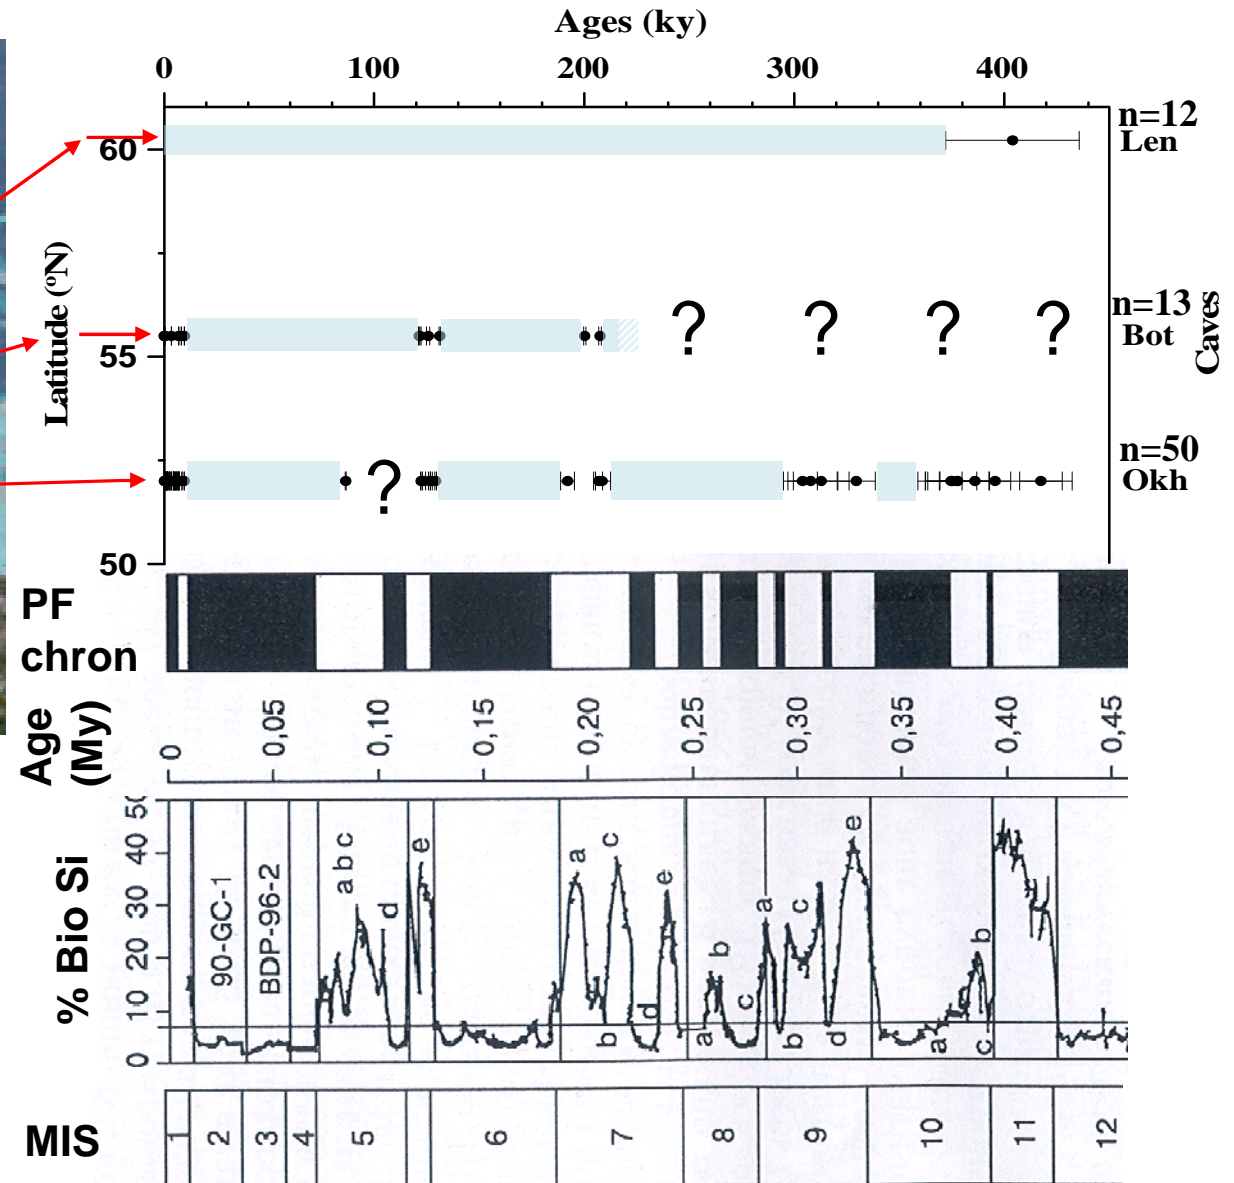 Ages (ky)
0 100 200 300 400
n=12
60 Len
Latitude (ºN)
? ? ? ?
n=13
Bot
55
Caves
?
n=50
Okh
50
PF
chron
Age
(My)
0 0,05 0,10 0,15 0,20 0,25 0,30 0,35 0,40 0,45
% Bio Si
0 10 20 30 40 50
90-GC-1
BDP-96-2
a b c
d
e
a
b
c
d
e
a
b
c
a
b
c
d
e
a
b
c
MIS
1 2 3 4 5 6 7 8 9 10 11 12